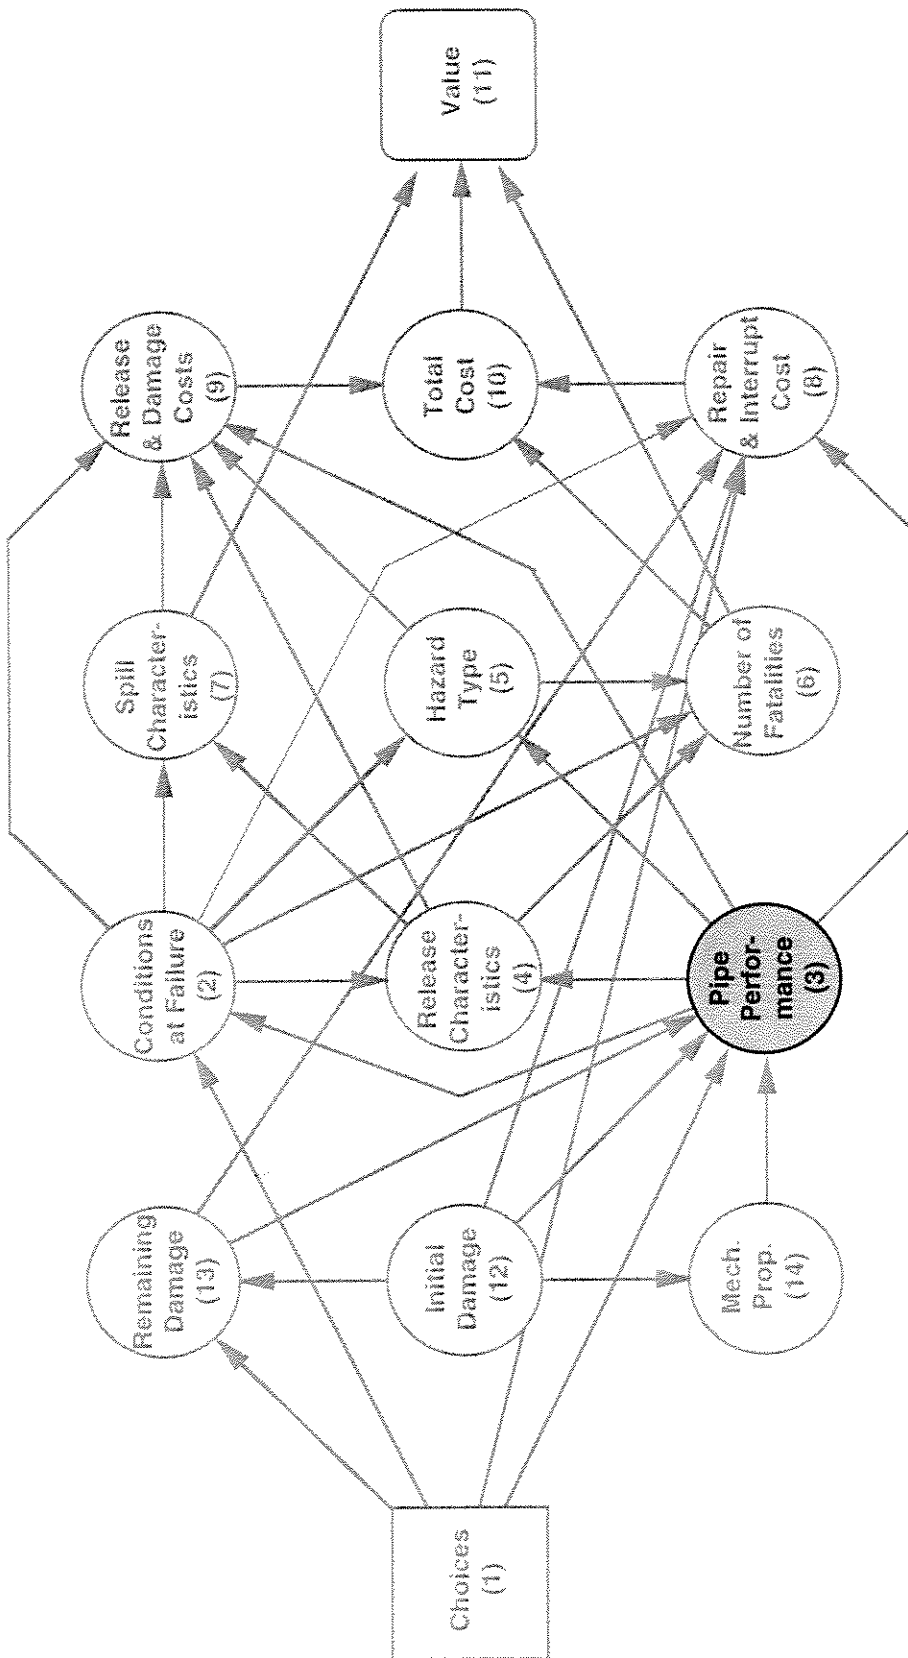 Value
(11)
Release
& Damage
Costs
(9)
Total
Cost
(10)
Repair
& Interrupt
Cost
(8)
Spill
Character-
istics
(7)
Hazard
Type
(5)
Number of
Fatalities
(6)
Conditions
at Failure
(2)
Release
Character-
istics
(4)
Pipe
Perfor-
mance
(3)
Remaining
Damage
(13)
Initial
Damage
(12)
Mech.
Prop.
(14)
Choices
(1)